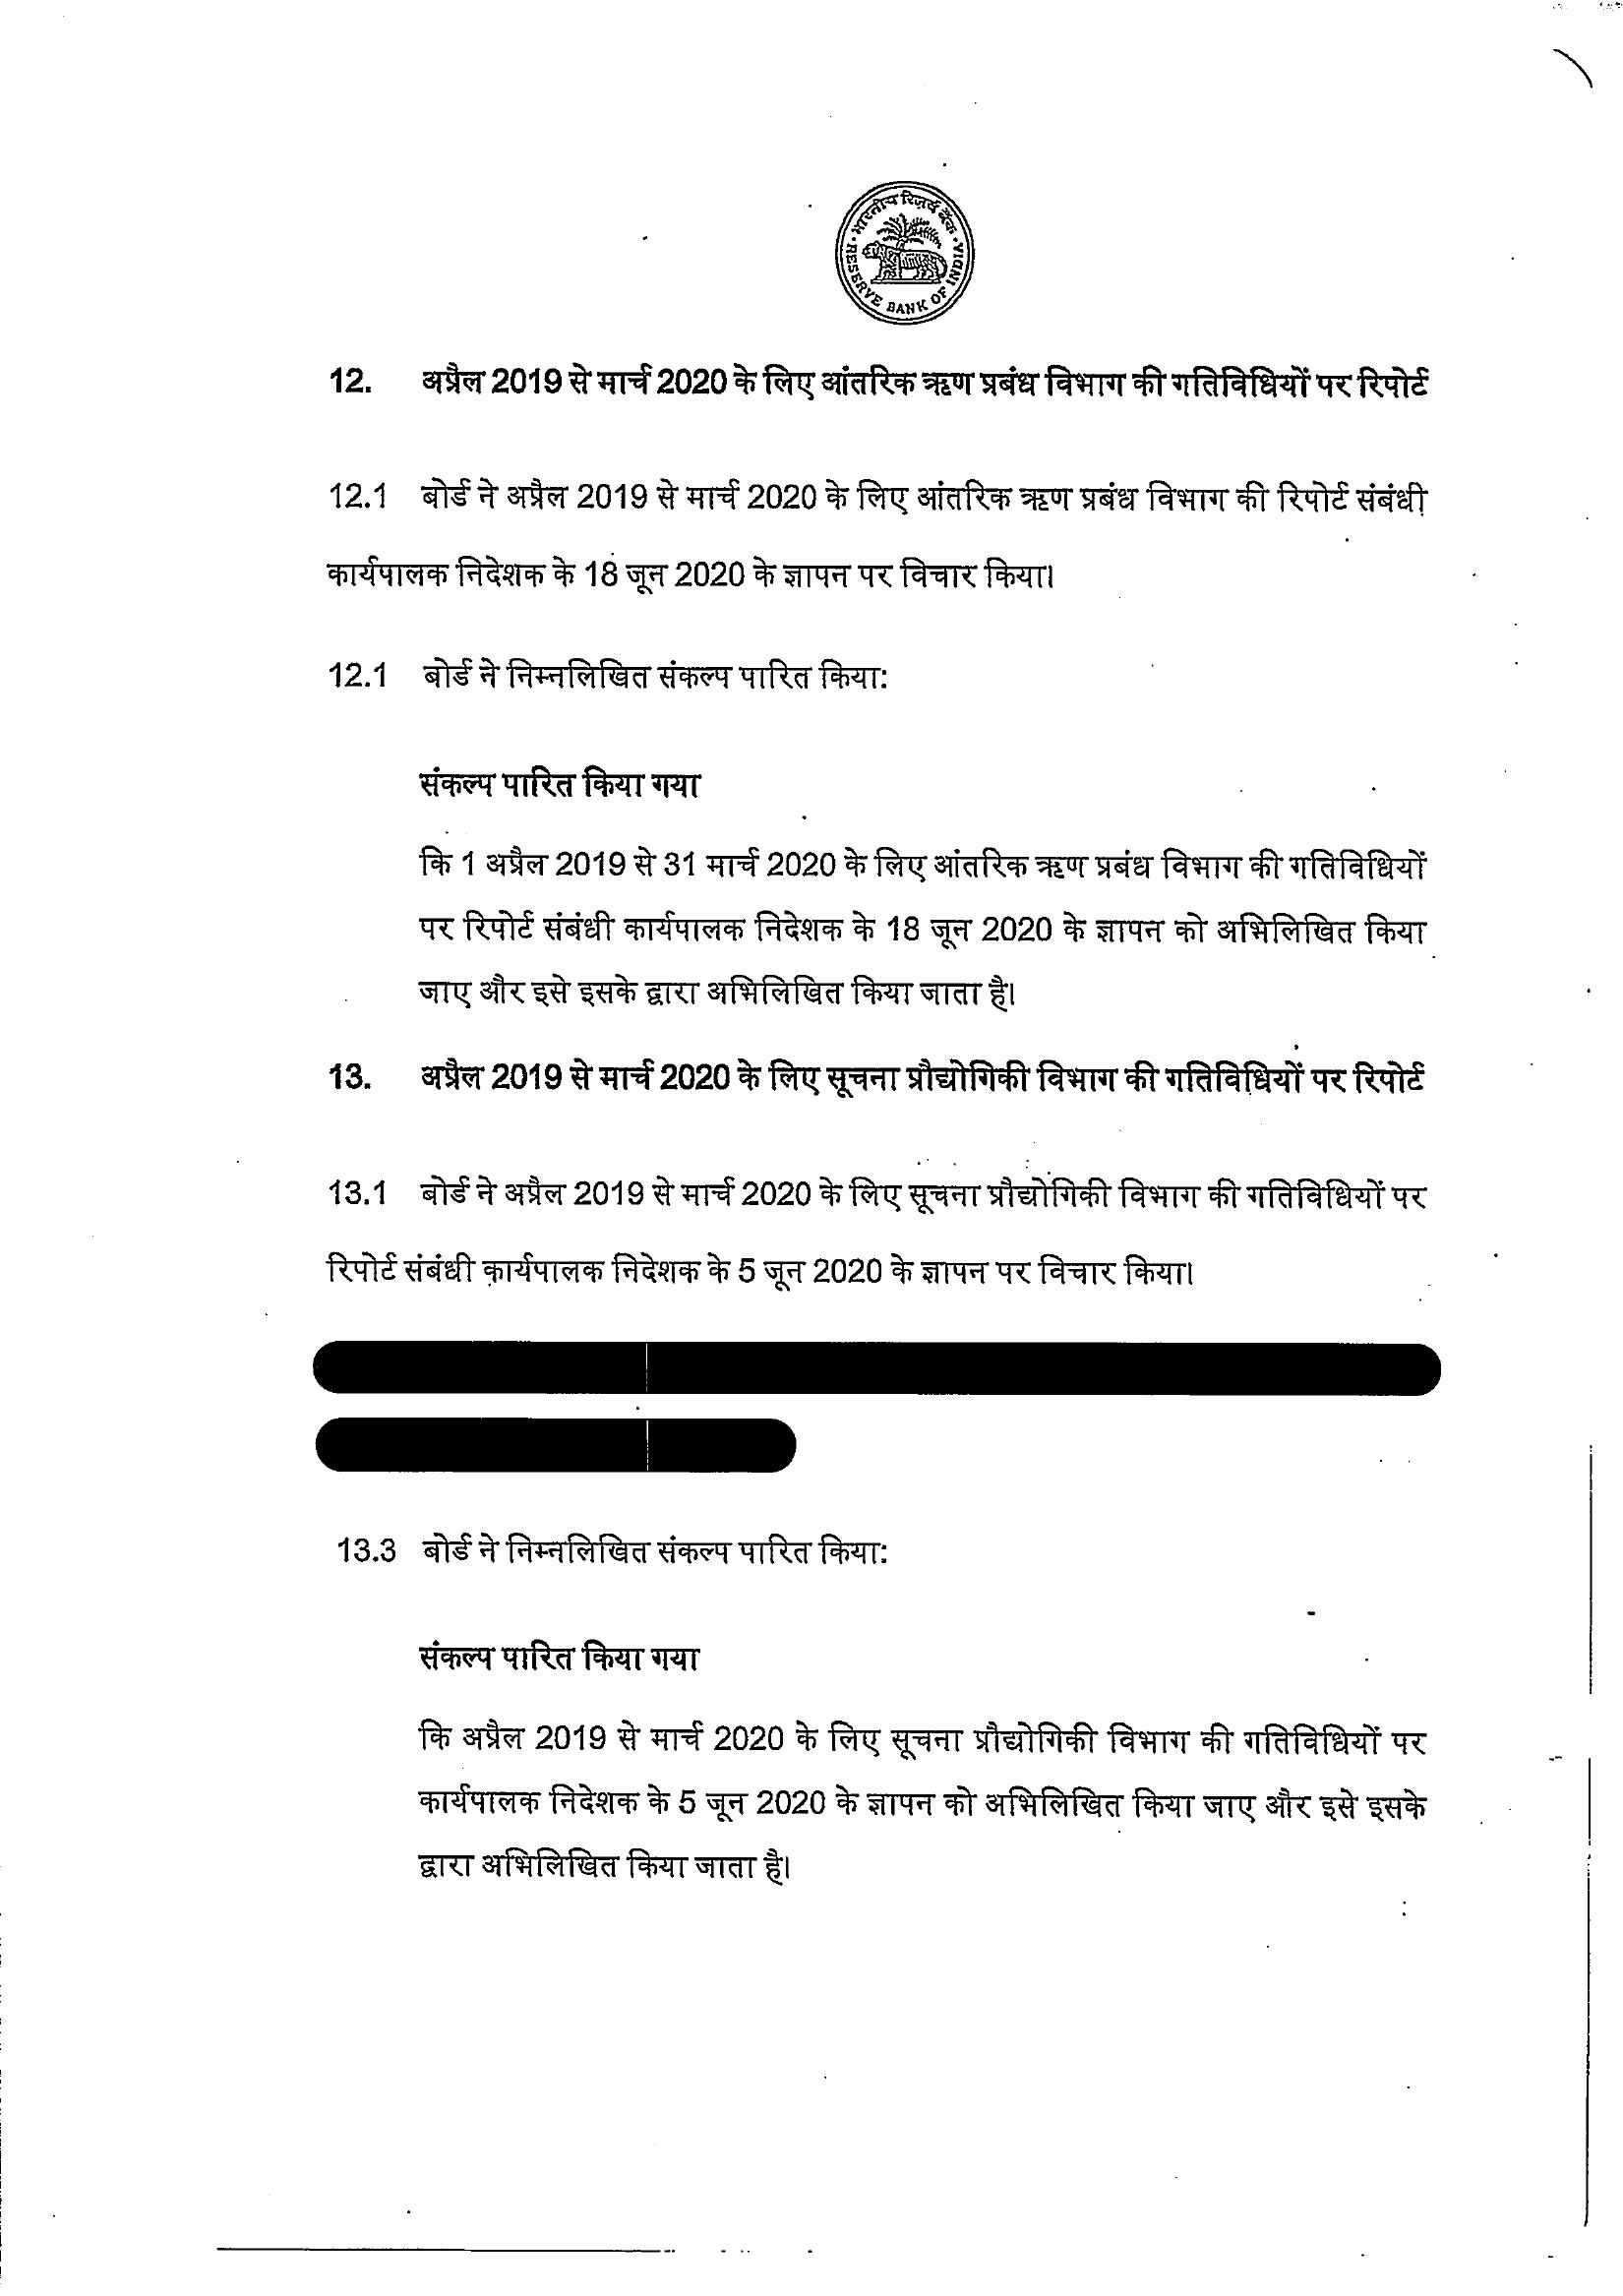 भारतीय रिज़र्व बैंक
RESERVE BANK OF INDIA
12. अप्रैल 2019 से मार्च 2020 के लिए आंतरिक ऋण प्रबंध विभाग की गतिविधियों पर रिपोर्ट
12.1 बोर्ड ने अप्रैल 2019 से मार्च 2020 के लिए आंतरिक ऋण प्रबंध विभाग की रिपोर्ट संबंधी
कार्यपालक निदेशक के 18 जून 2020 के ज्ञापन पर विचार किया।
12.1 बोर्ड ने निम्नलिखित संकल्प पारित किया:
संकल्प पारित किया गया
कि 1 अप्रैल 2019 से 31 मार्च 2020 के लिए आंतरिक ऋण प्रबंध विभाग की गतिविधियों
पर रिपोर्ट संबंधी कार्यपालक निदेशक के 18 जून 2020 के ज्ञापन को अभिलिखित किया
जाए और इसे इसके द्वारा अभिलिखित किया जाता है।
13. अप्रैल 2019 से मार्च 2020 के लिए सूचना प्रौद्योगिकी विभाग की गतिविधियों पर रिपोर्ट
13.1 बोर्ड ने अप्रैल 2019 से मार्च 2020 के लिए सूचना प्रौद्योगिकी विभाग की गतिविधियों पर
रिपोर्ट संबंधी कार्यपालक निदेशक के 5 जून 2020 के ज्ञापन पर विचार किया।
13.3 बोर्ड ने निम्नलिखित संकल्प पारित किया:
संकल्प पारित किया गया
कि अप्रैल 2019 से मार्च 2020 के लिए सूचना प्रौद्योगिकी विभाग की गतिविधियों पर
कार्यपालक निदेशक के 5 जून 2020 के ज्ञापन को अभिलिखित किया जाए और इसे इसके
द्वारा अभिलिखित किया जाता है।